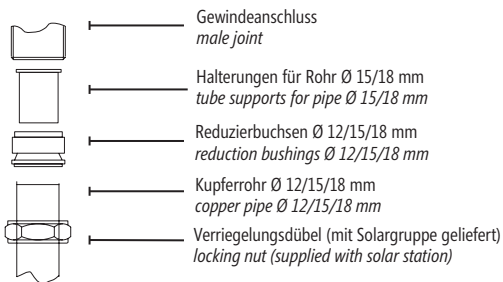 Gewindeanschluss
male joint
Halterungen für Rohr Ø 15/18 mm
tube supports for pipe Ø 15/18 mm
Reduzierbuchsen Ø 12/15/18 mm
reduction bushings Ø 12/15/18 mm
Kupferrohr Ø 12/15/18 mm
copper pipe Ø 12/15/18 mm
Verriegelungsdübel (mit Solargruppe geliefert)
locking nut (supplied with solar station)